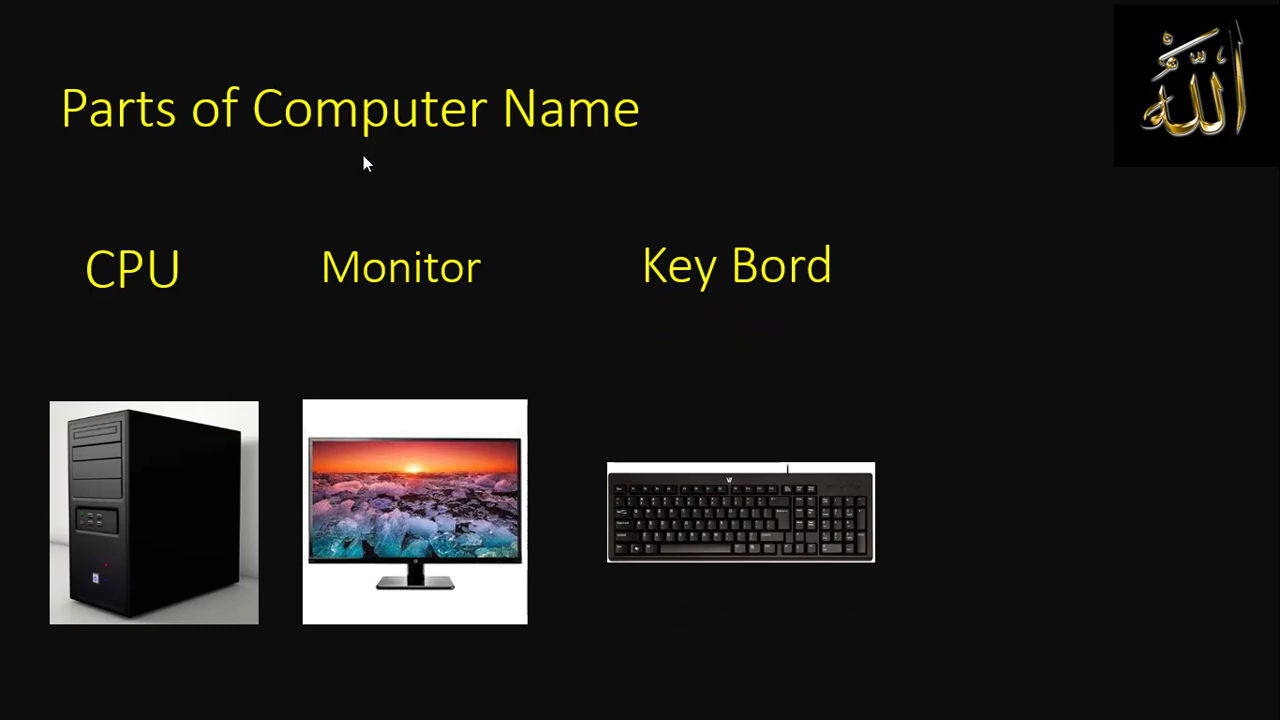 Parts of Computer Name
الله
CPU
Monitor
Key Bord